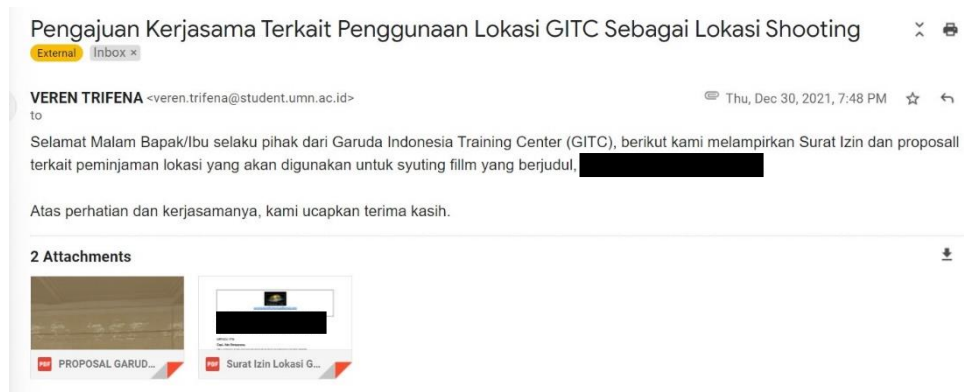 Pengajuan Kerjasama Terkait Penggunaan Lokasi GITC Sebagai Lokasi Shooting
External Inbox ×
VEREN TRIFENA <veren.trifena@student.umn.ac.id> Thu, Dec 30, 2021, 7:48 PM
to
Selamat Malam Bapak/Ibu selaku pihak dari Garuda Indonesia Training Center (GITC), berikut kami melampirkan Surat Izin dan proposall
terkait peminjaman lokasi yang akan digunakan untuk syuting fillm yang berjudul,
Atas perhatian dan kerjasamanya, kami ucapkan terima kasih.
2 Attachments
PDF PROPOSAL GARUD... PDF Surat Izin Lokasi G...